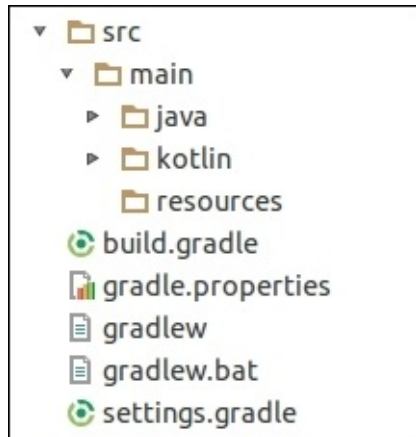 src
main
java
kotlin
resources
build.gradle
gradle.properties
gradlew
gradlew.bat
settings.gradle